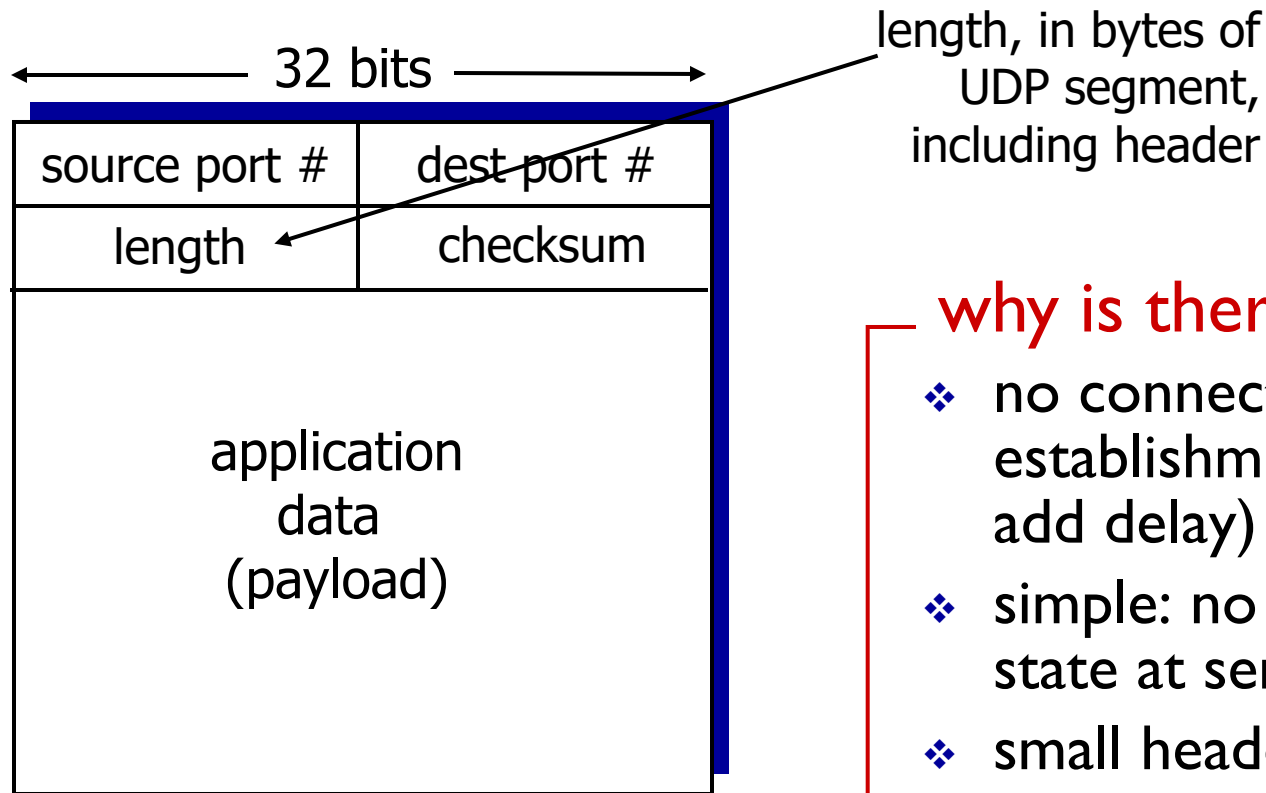 32 bits
length, in bytes of
UDP segment,
including header
source port #
dest port #
length
checksum
application
data
(payload)
why is
no
establishm
add delay)
simple: no
state at
small